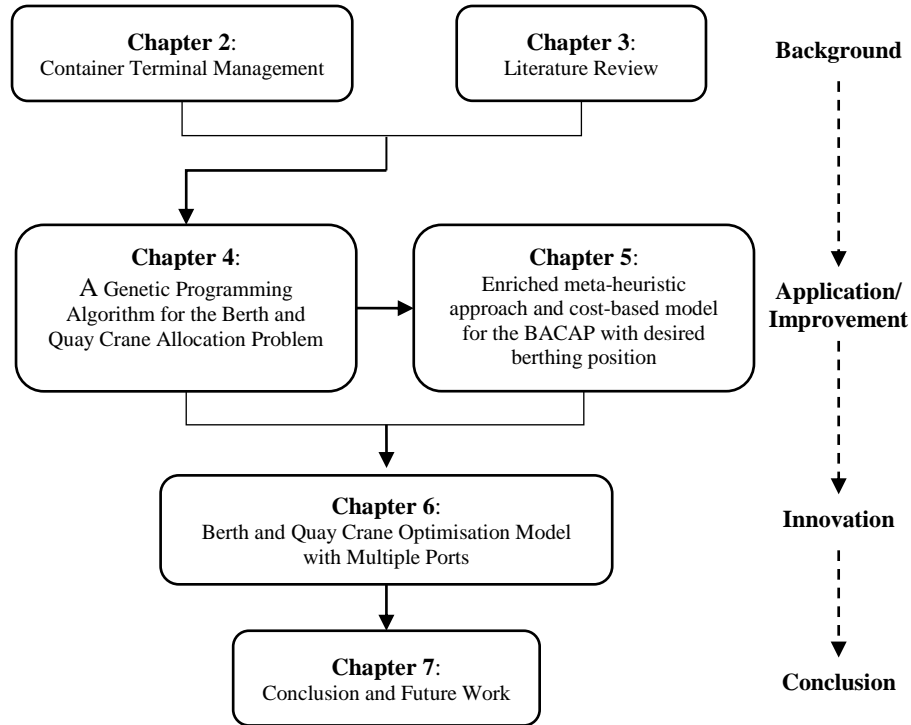 Chapter 2:
Container Terminal Management
Chapter 3:
Literature Review
Background
Chapter 4:
A Genetic Programming
Algorithm for the Berth and
Quay Crane Allocation Problem
Chapter 5:
Enriched meta-heuristic
approach and cost-based model
for the BACAP with desired
berthing position
Application/
Improvement
Chapter 6:
Berth and Quay Crane Optimisation Model
with Multiple Ports
Innovation
Chapter 7:
Conclusion and Future Work
Conclusion